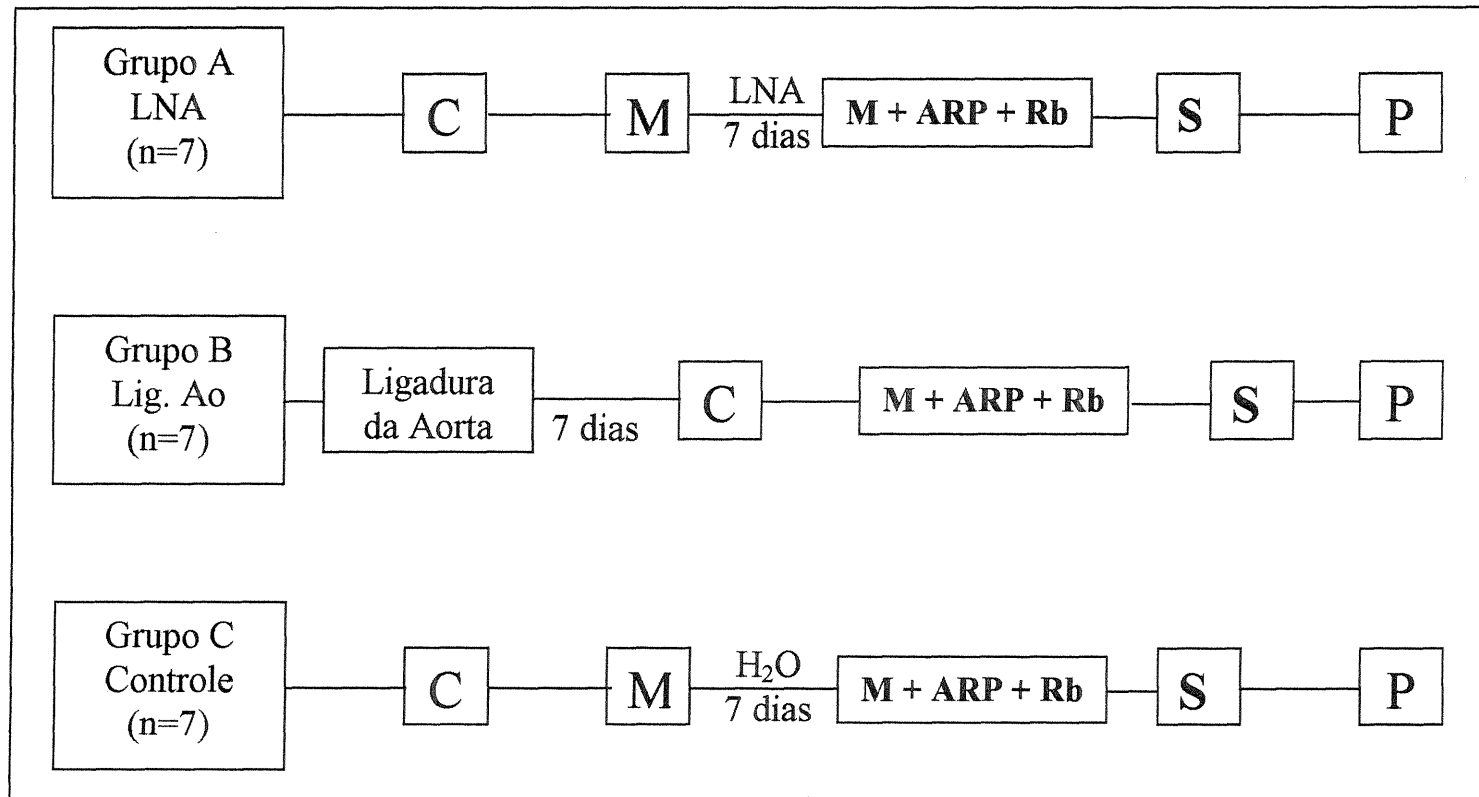 Grupo A
LNA
(n=7)
C
M
LNA
7 dias
M + ARP + Rb
S
P
Grupo B
Lig. Ao
(n=7)
Ligadura
da Aorta
7 dias
C
M + ARP + Rb
S
P
Grupo C
Controle
(n=7)
C
M
H₂O
7 dias
M + ARP + Rb
S
P